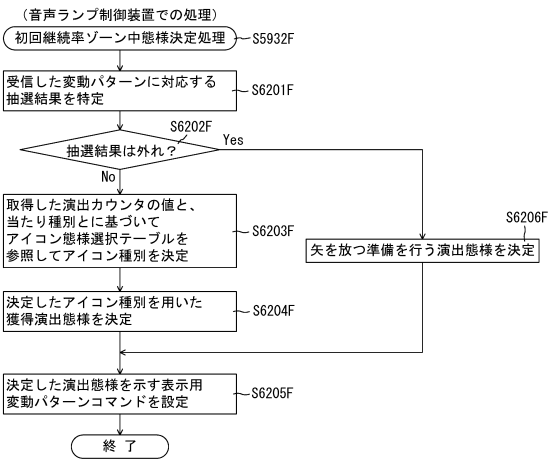 (音声ランプ制御装置での処理)
初回継続率ゾーン中態様決定処理
S5932F
受信した変動パターンに対応する
抽選結果を特定
S6201F
S6202F
抽選結果は外れ?
Yes
No
取得した演出カウンタの値と、
当たり種別とに基づいて
アイコン態様選択テーブルを
参照してアイコン種別を決定
S6203F
S6206F
矢を放つ準備を行う演出態様を決定
決定したアイコン種別を用いた
獲得演出態様を決定
S6204F
決定した演出態様を示す表示用
変動パターンコマンドを設定
S6205F
終了